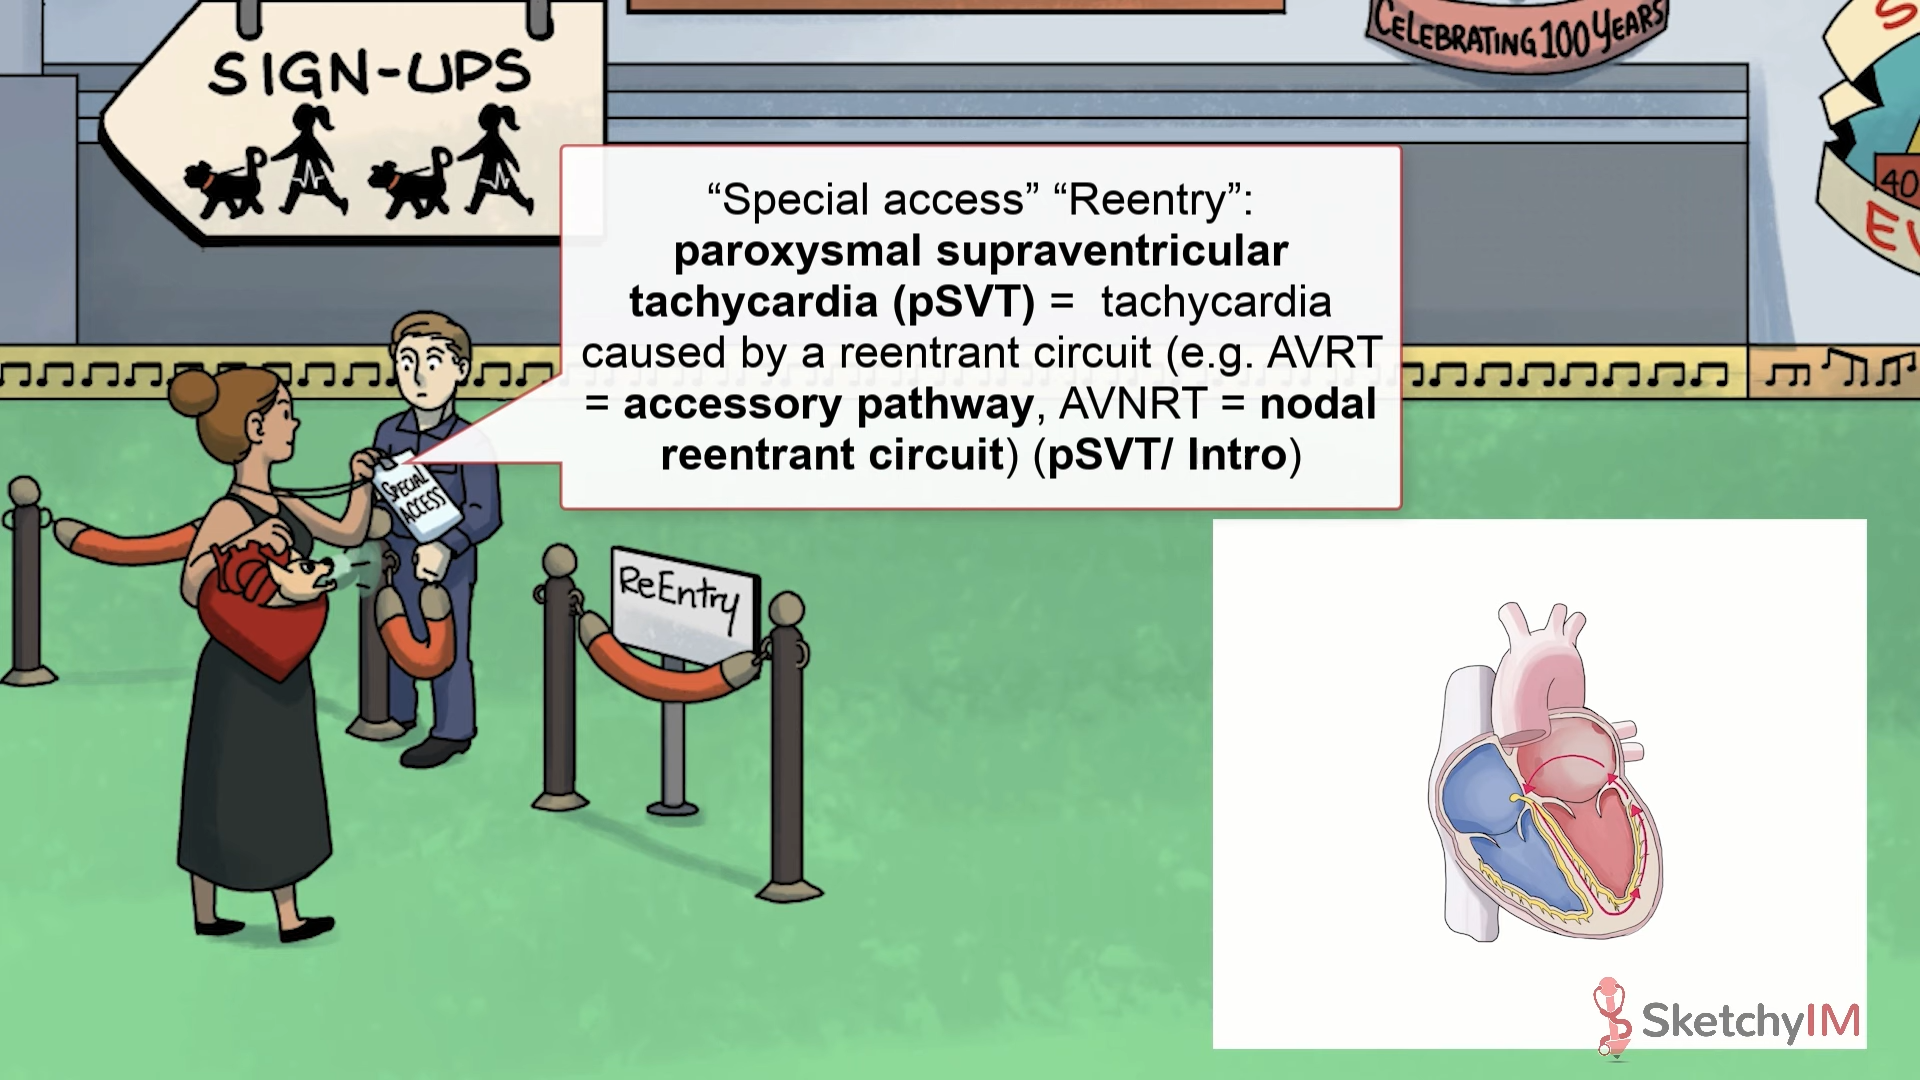 SIGN-UPS
CELEBRATING 100 YEARS
40
“Special access” “Reentry”:
paroxysmal supraventricular
tachycardia (pSVT) = tachycardia
caused by a reentrant circuit (e.g. AVRT
= accessory pathway, AVNRT = nodal
reentrant circuit) (pSVT/ Intro)
SPECIAL
ACCESS
ReEntry
SketchyIM